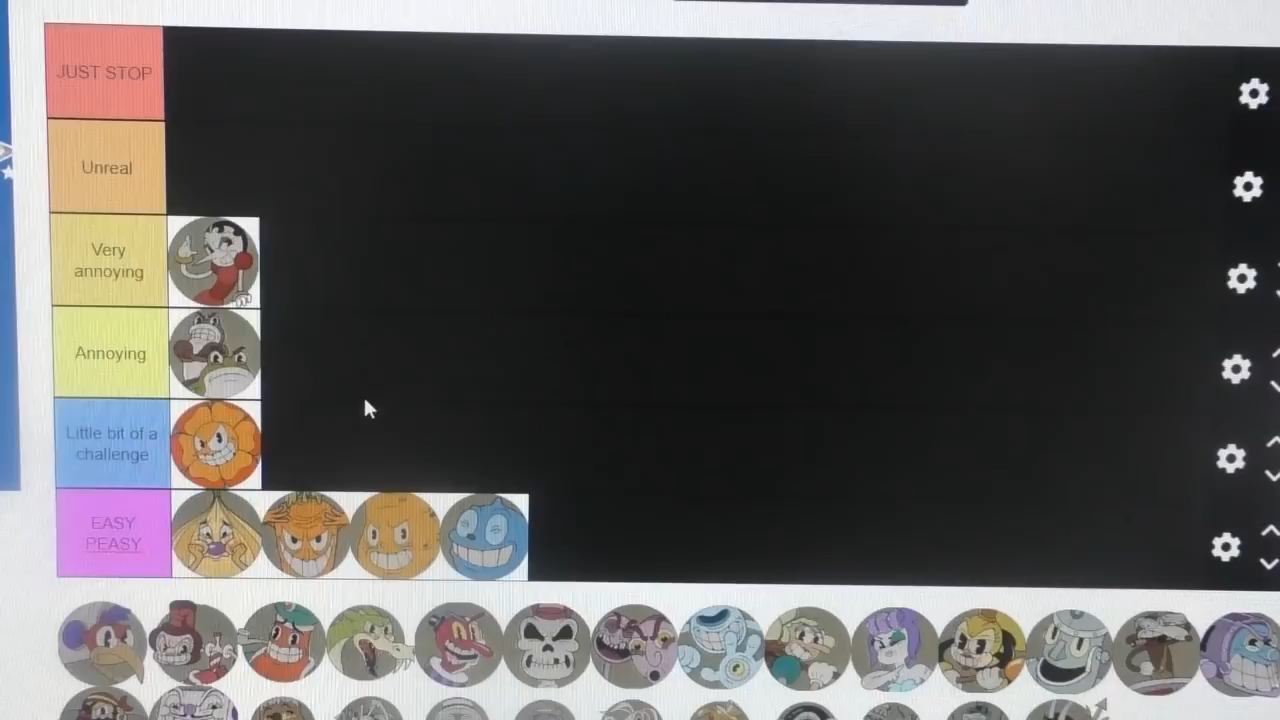 JUST STOP
Unreal
Very
annoying
Annoying
Little bit of a
challenge
EASY
PEASY